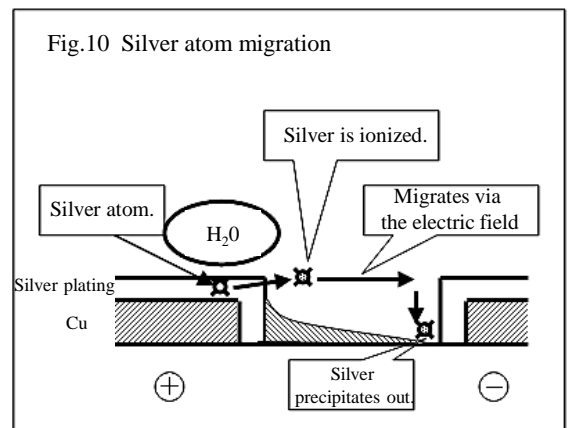 Fig.10 Silver atom migration
Silver is ionized.
Silver atom.
H₂0
Migrates via
the electric field
Silver plating
Cu
Silver
precipitates out.
+
−